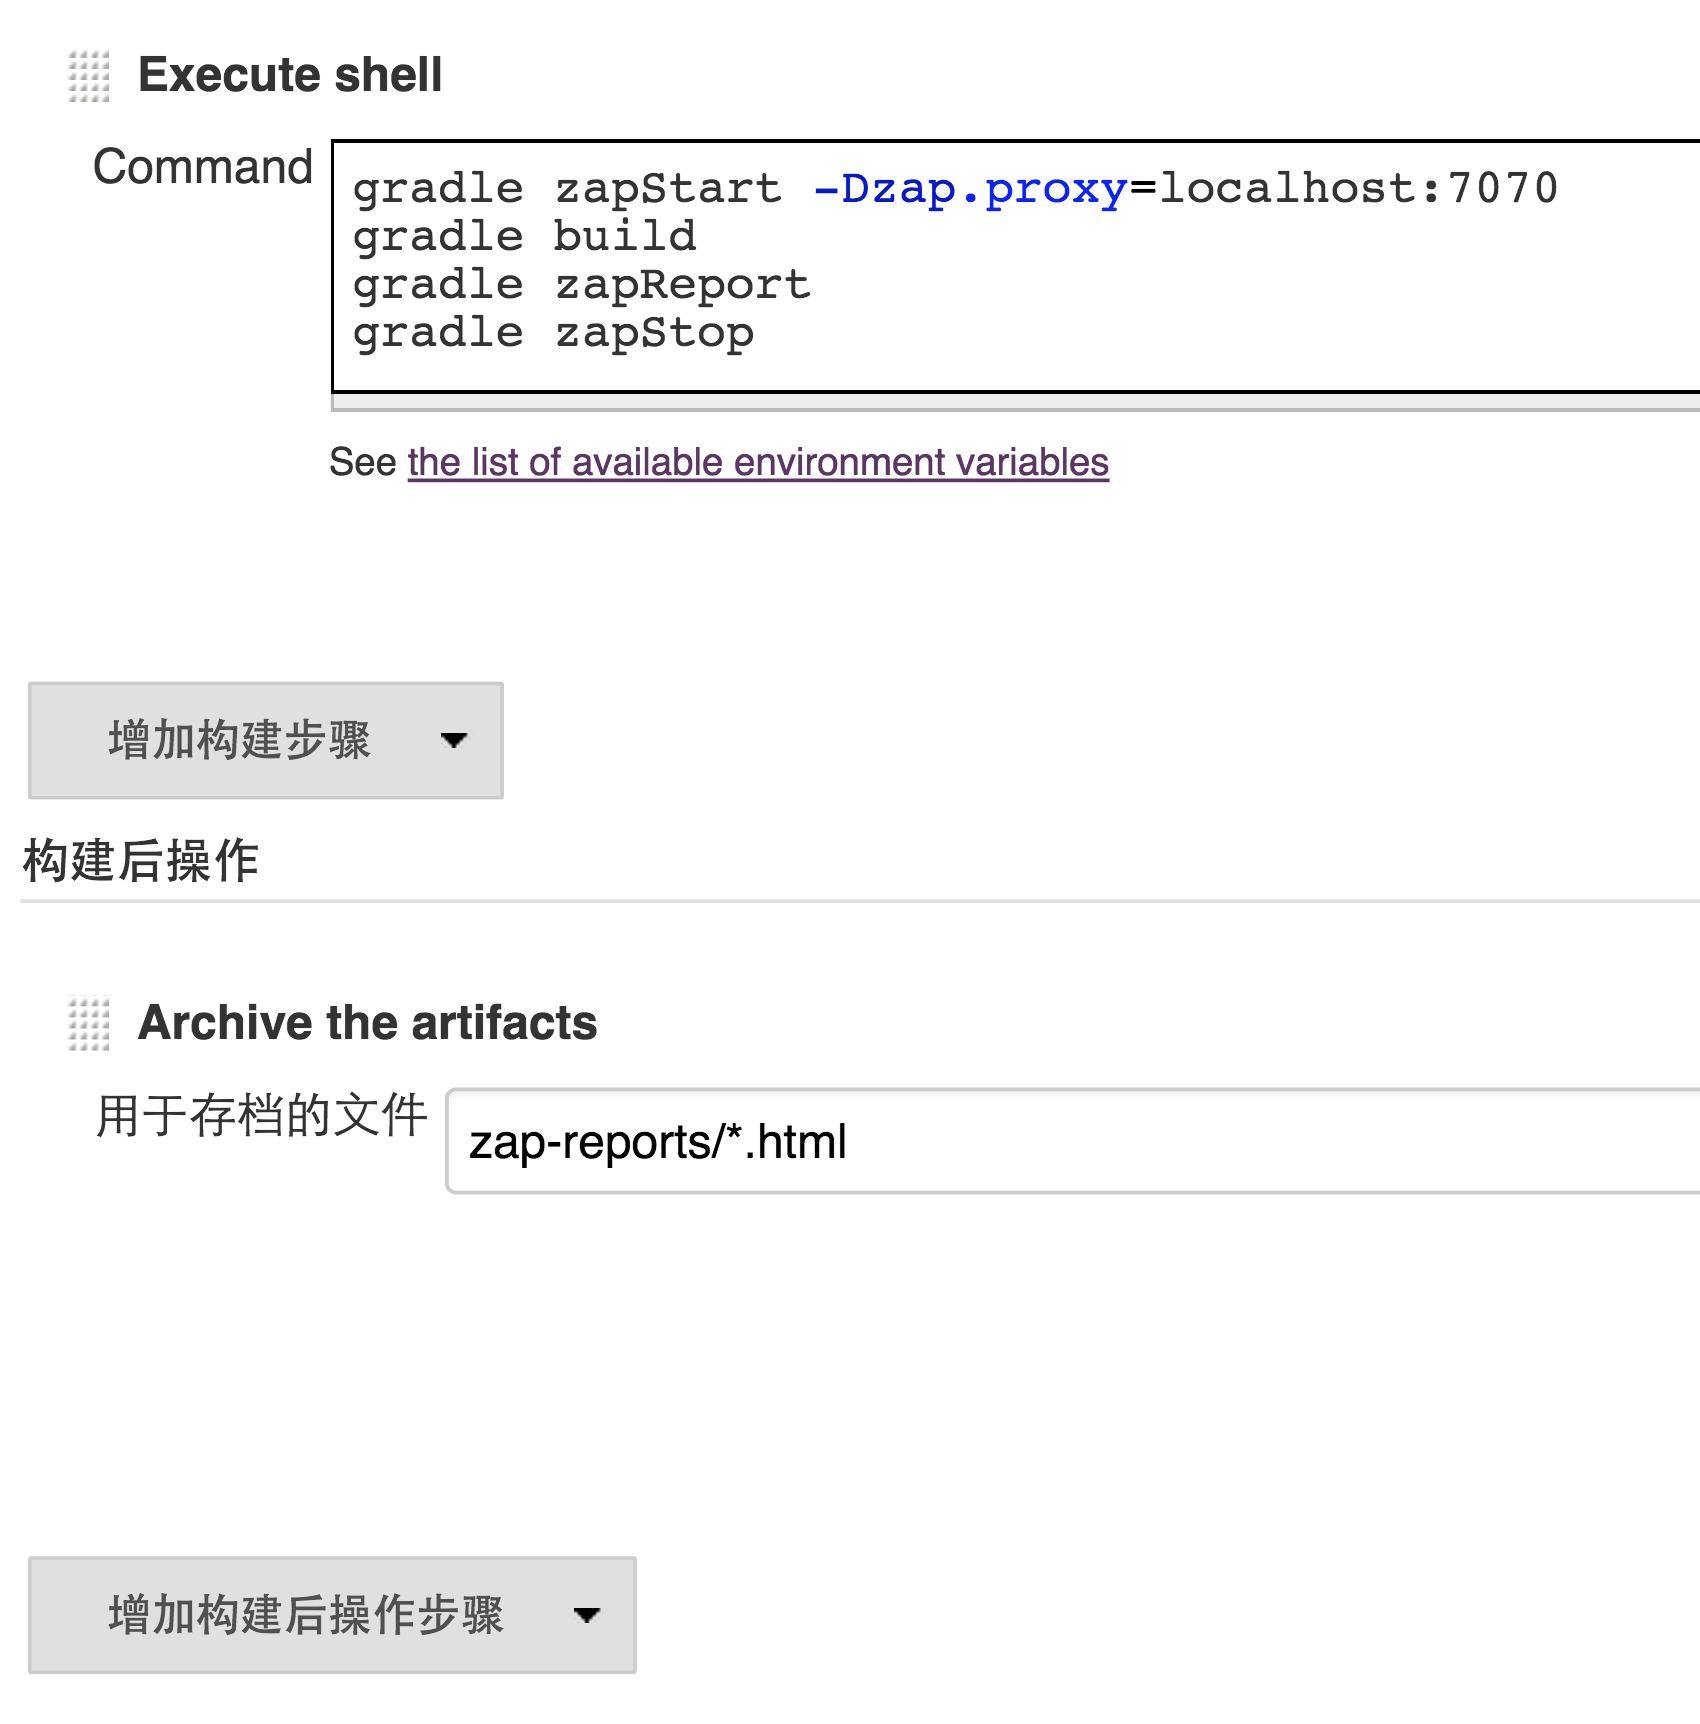 Execute shell
Command
gradle zapStart -Dzap.proxy=localhost:7070
gradle build
gradle zapReport
gradle zapStop
See the list of available environment variables
增加构建步骤
构建后操作
Archive the artifacts
用于存档的文件
zap-reports/*.html
增加构建后操作步骤